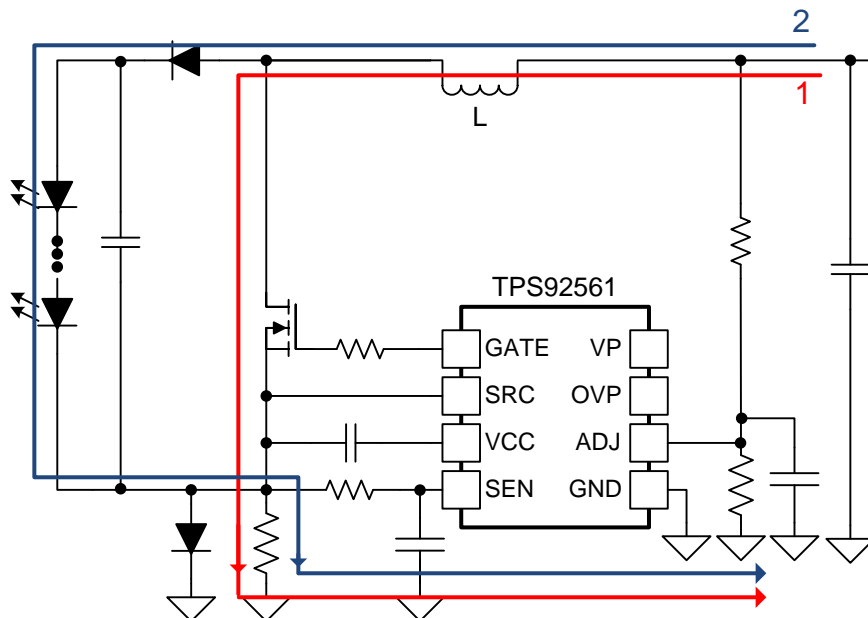 2
1
L
TPS92561
GATE VP
SRC OVP
VCC ADJ
SEN GND